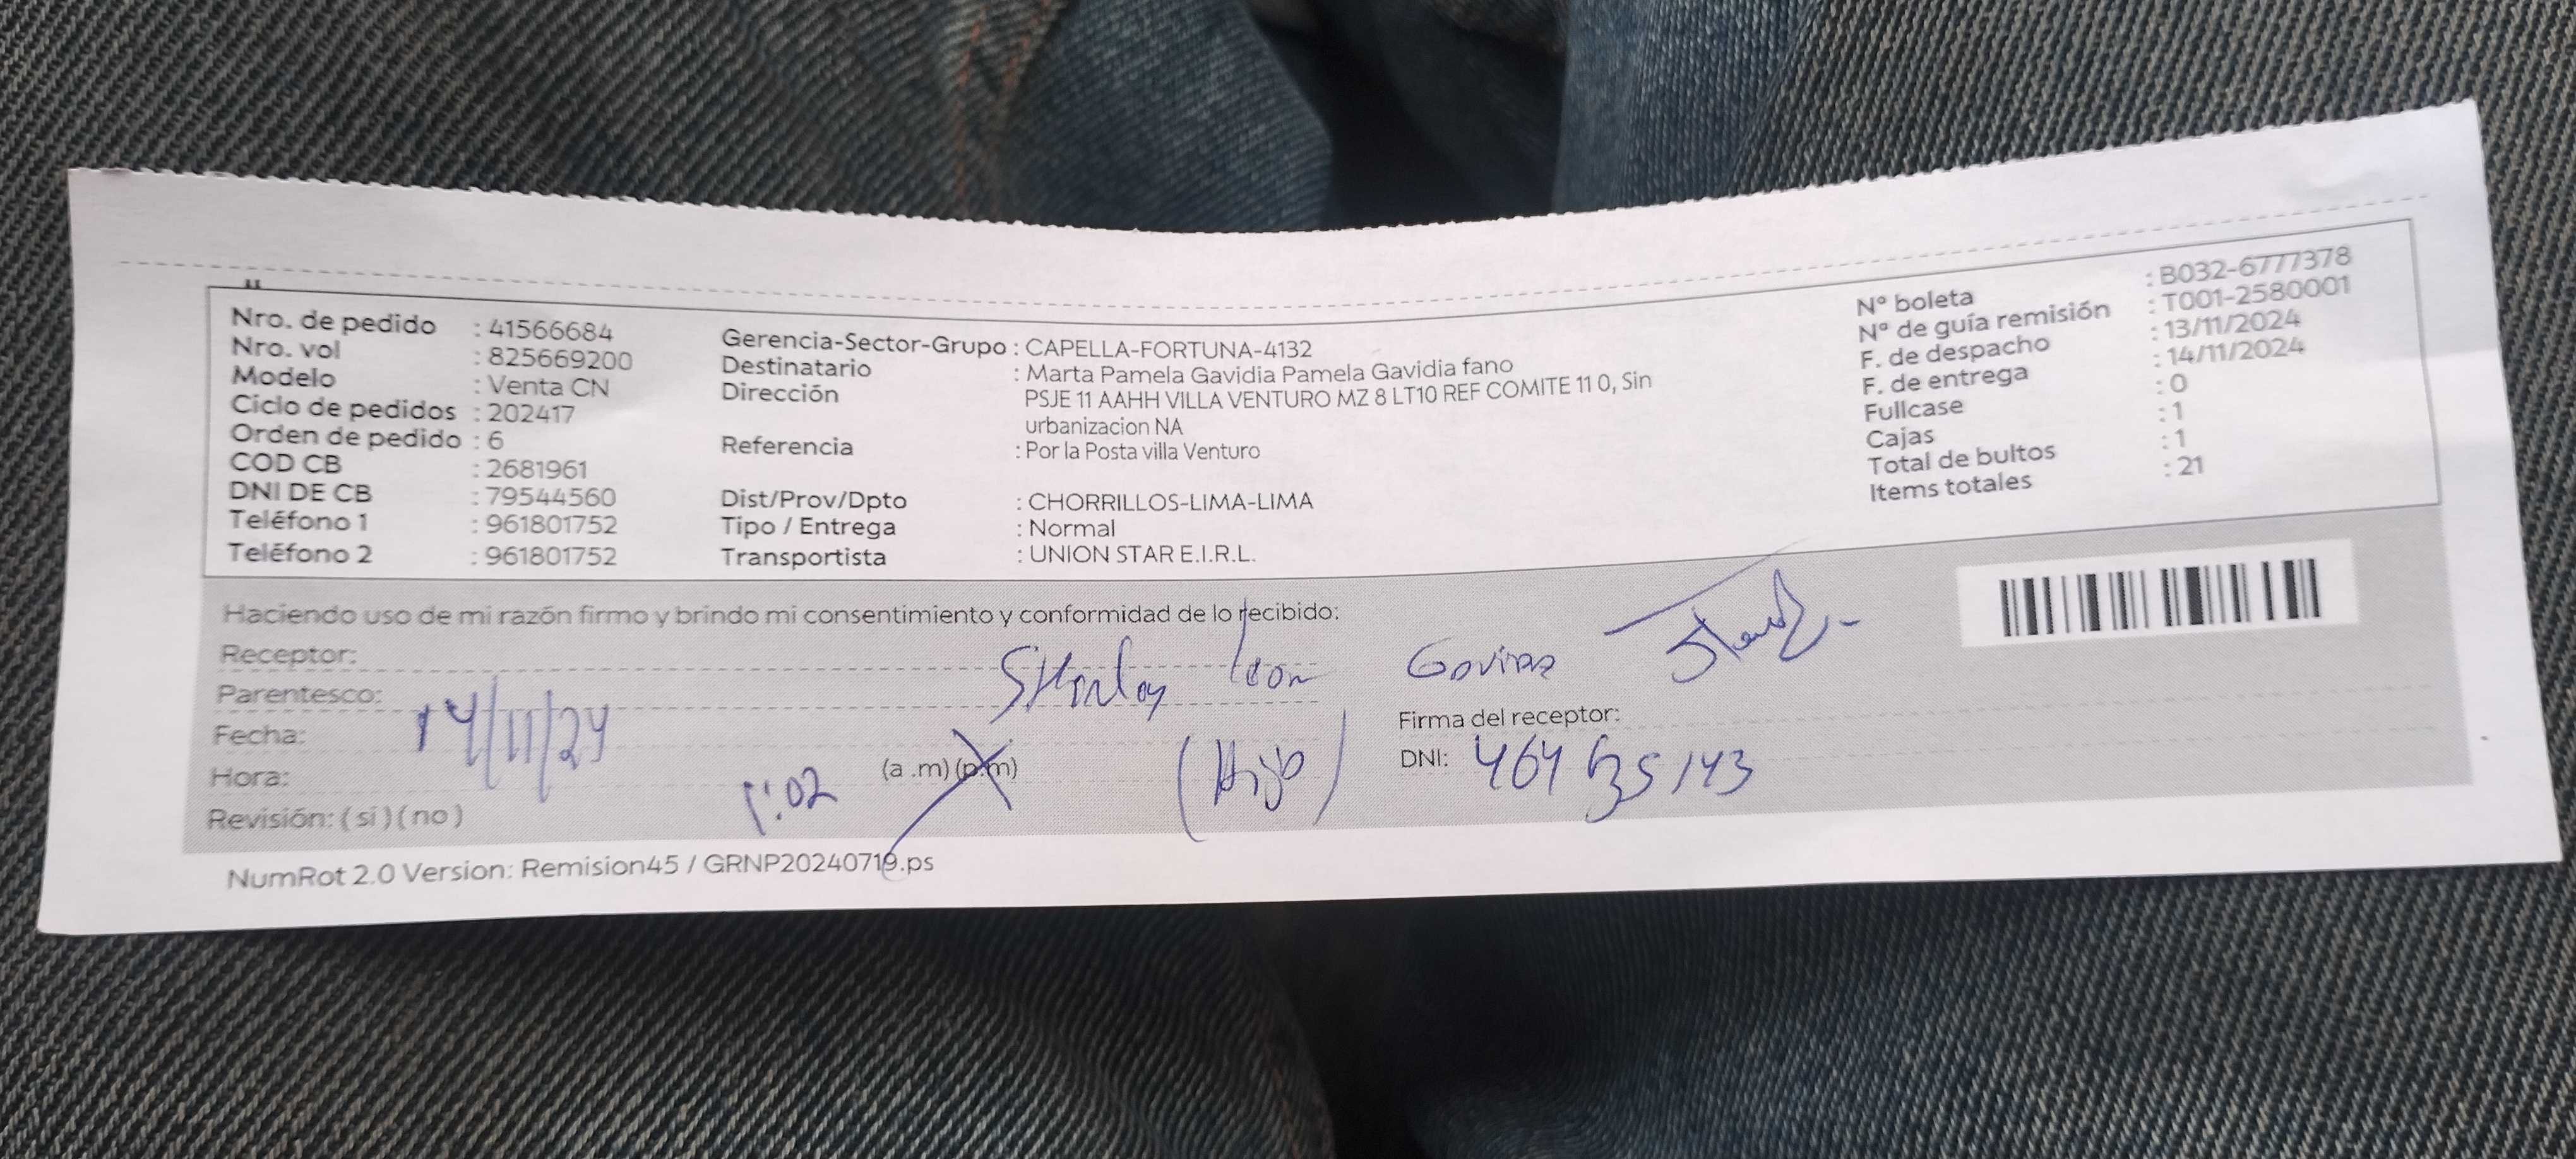 Nro. de pedido : 41566684
Nro. vol : 825669200
Modelo : Venta CN
Ciclo de pedidos : 202417
Orden de pedido : 6
COD CB : 2681961
DNI DE CB : 79544560
Teléfono 1 : 961801752
Teléfono 2 : 961801752
Gerencia-Sector-Grupo : CAPELLA-FORTUNA-4132
Destinatario : Marta Pamela Gavidia Pamela Gavidia fano
Dirección PSJE 11 AAHH VILLA VENTURO MZ 8 LT10 REF COMITE 11 0, Sin
urbanizacion NA
Referencia : Por la Posta villa Venturo
Dist/Prov/Dpto : CHORRILLOS-LIMA-LIMA
Tipo / Entrega : Normal
Transportista : UNION STAR E.I.R.L.
Nº boleta : B032-6777378
Nº de guía remisión : T001-2580001
F. de despacho : 13/11/2024
F. de entrega : 14/11/2024
Fullcase : 0
Cajas : 1
Total de bultos : 1
Items totales : 21
Haciendo uso de mi razón firmo y brindo mi consentimiento y conformidad de lo recibido:
Receptor:
Parentesco: (Hijo)
Fecha: 14/11/24
Hora: 1:02 (a .m) (p.m)
Revisión: ( si ) ( no )
Firma del receptor:
DNI:
NumRot 2.0 Version: Remision45 / GRNP20240719.ps